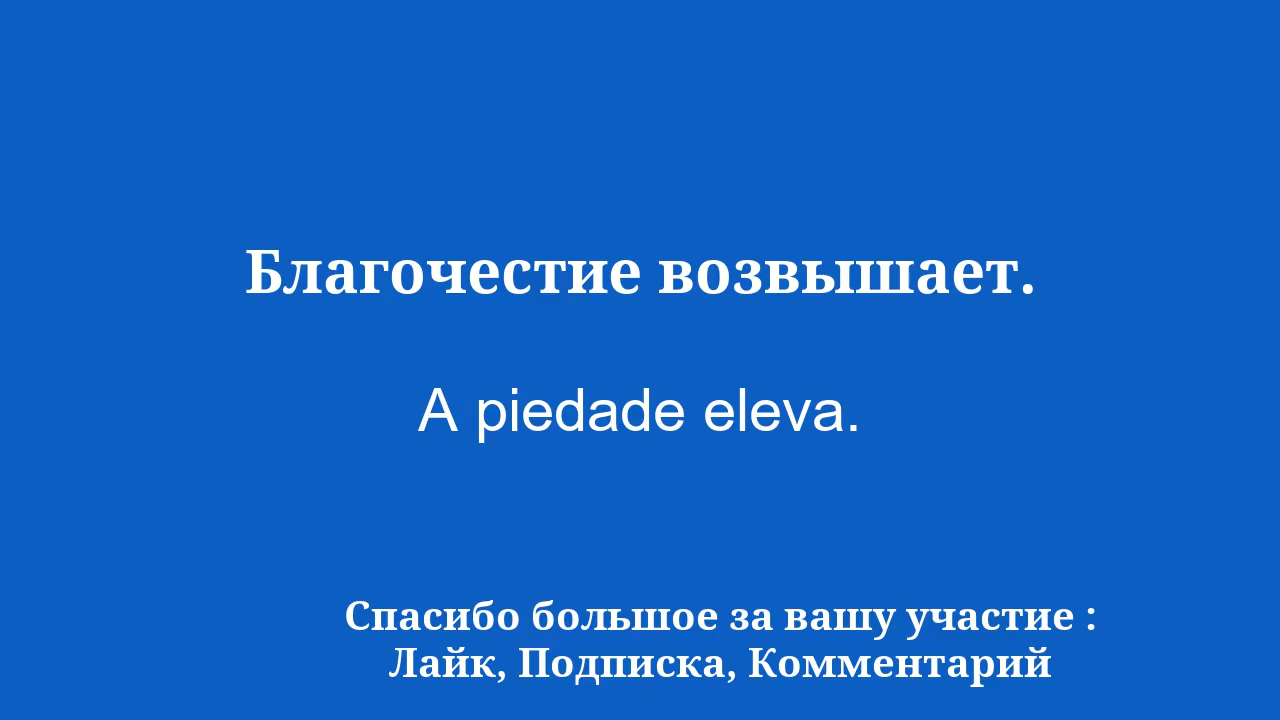 Благочестие возвышает.
A piedade eleva.
Спасибо большое за вашу участие :
Лайк, Подписка, Комментарий